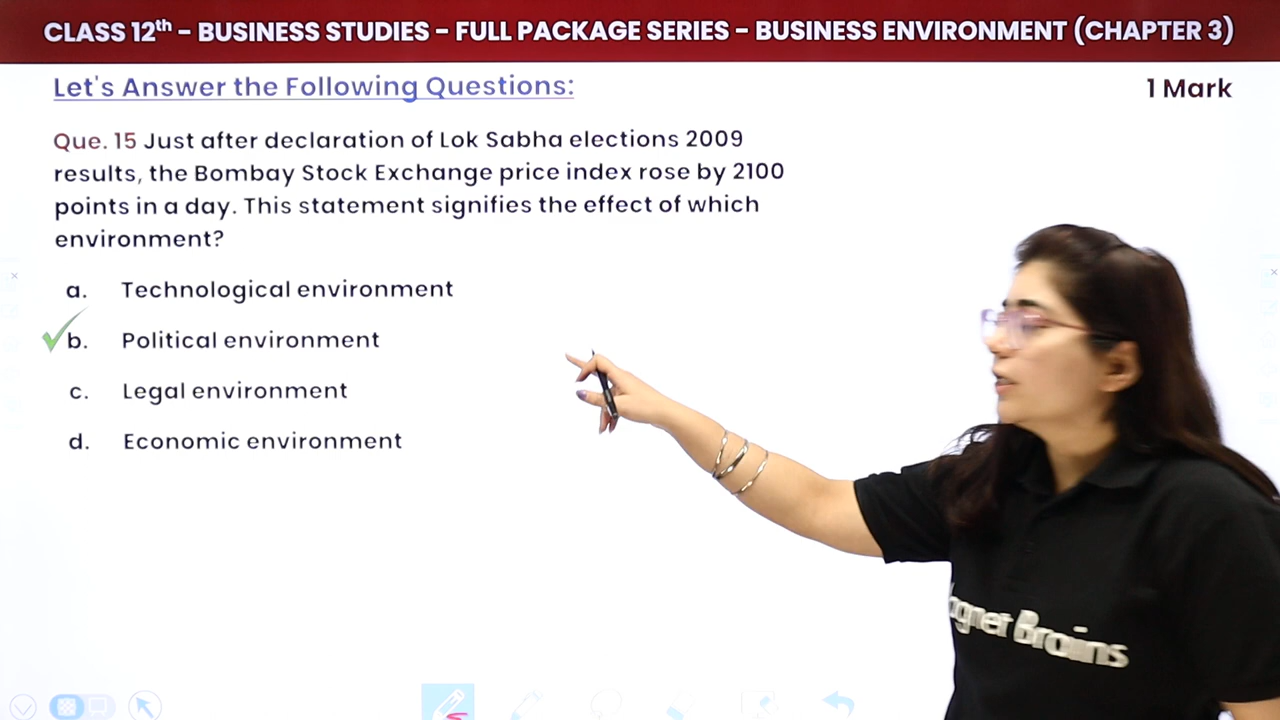 CLASS 12th – BUSINESS STUDIES – FULL PACKAGE SERIES – BUSINESS ENVIRONMENT (CHAPTER 3)
Let's Answer the Following Questions:
1 Mark
Que. 15 Just after declaration of Lok Sabha elections 2009
results, the Bombay Stock Exchange price index rose by 2100
points in a day. This statement signifies the effect of which
environment?
a. Technological environment
b. Political environment
c. Legal environment
d. Economic environment
Brains